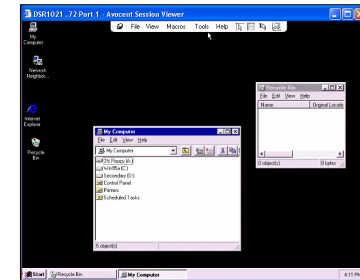 DSR1021 .72 Port 1 - Avocent Session Viewer
File View Macros Tools Help
My Computer
Network Neighbor...
Internet Explorer
Recycle Bin
Recycle Bin
File Edit View Help
Name Original Locatio
0 object(s) 0 bytes
My Computer
File Edit View Help
My Computer
3½ Floppy (A:)
Win95a (C:)
Secondary (D:)
Control Panel
Printers
Scheduled Tasks
6 object(s)
Start Recycle Bin My Computer 4:11 PM